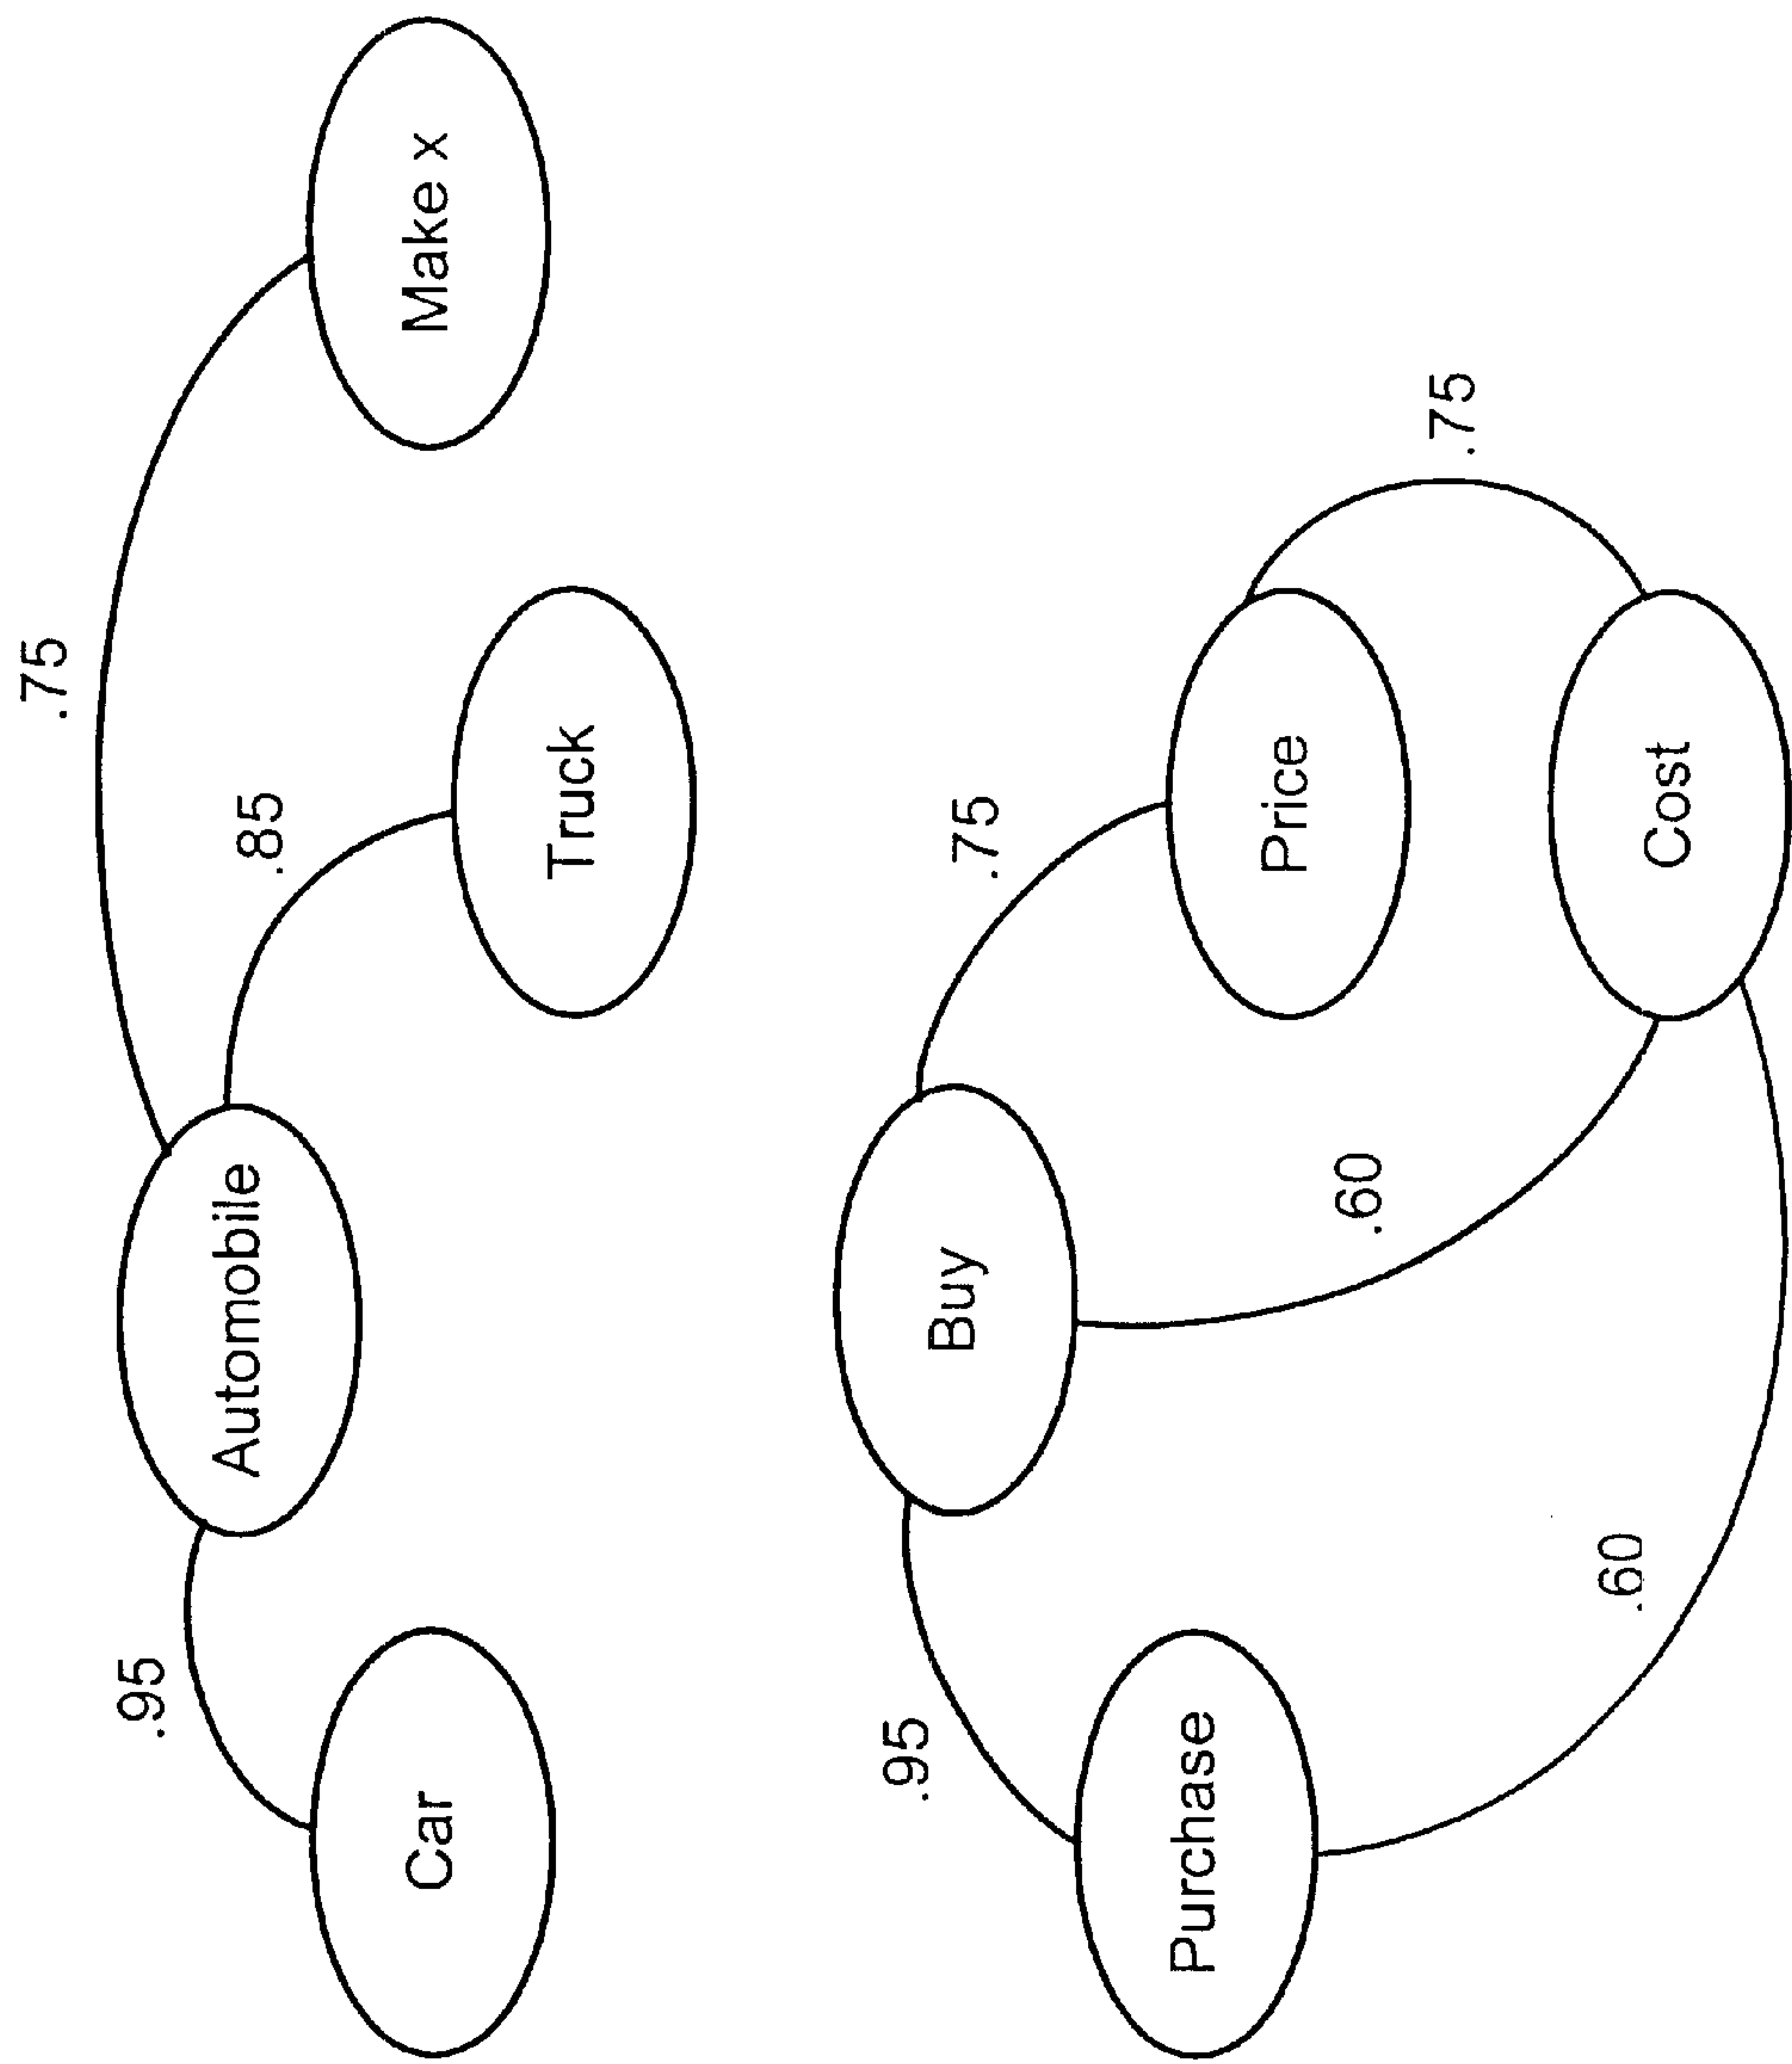 .75
.95
.85
Automobile
Car
Truck
Make x
.95
.75
Buy
.60
Purchase
Price
.75
.60
Cost